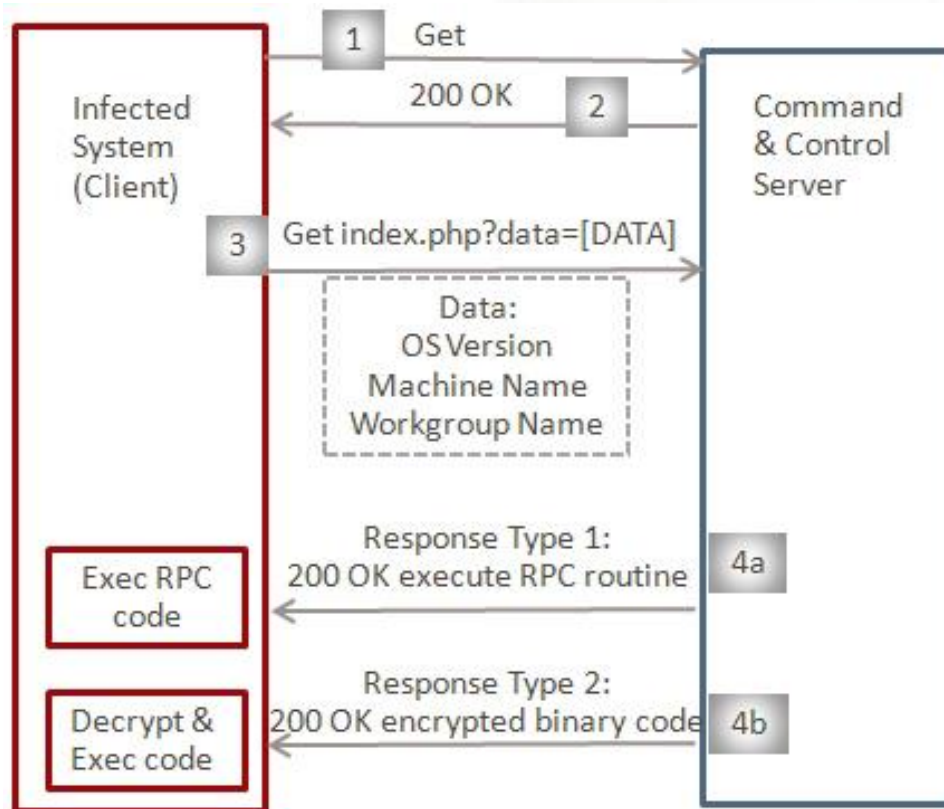 1
Get
200 OK
2
Infected
System
(Client)
Command
& Control
Server
3
Get index.php?data=[DATA]
Data:
OS Version
Machine Name
Workgroup Name
Response Type 1:
200 OK execute RPC routine
4a
Exec RPC
code
Response Type 2:
200 OK encrypted binary code
4b
Decrypt &
Exec code